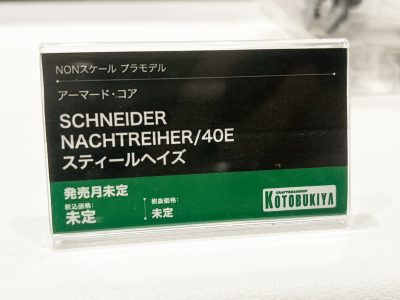 NONスケール プラモデル
アーマード・コア
SCHNEIDER
NACHTREIHER/40E
スティールヘイズ
発売月未定
税込価格: 税抜価格:
未定 未定
CRAFTSMANSHIP
KOTOBUKIYA